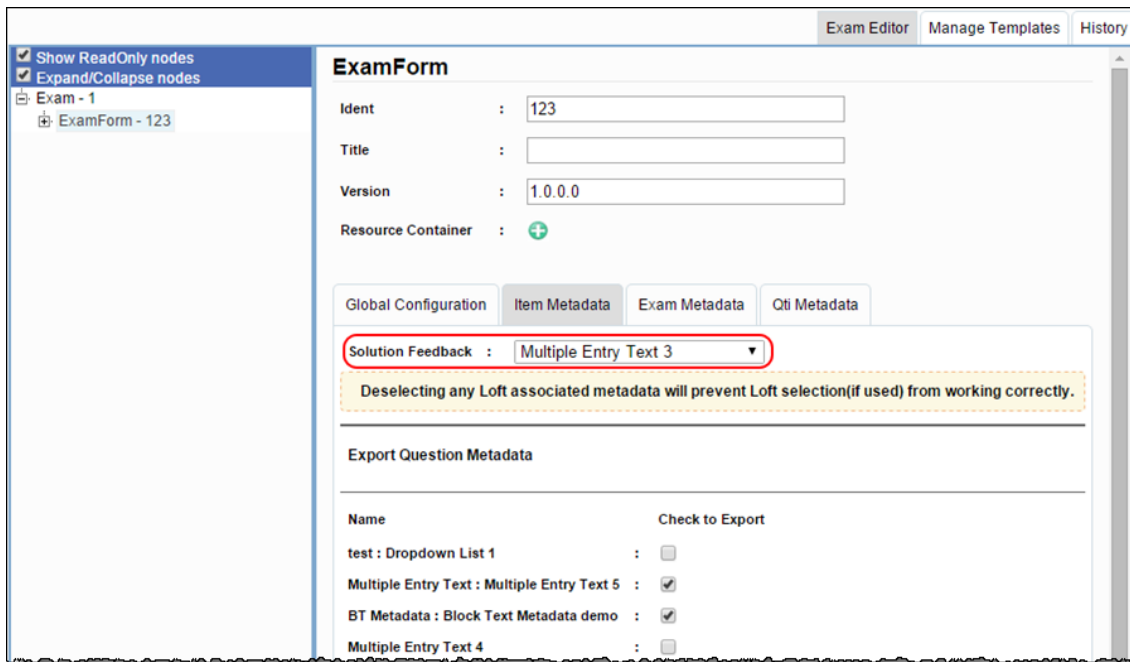 Exam Editor Manage Templates History
Show ReadOnly nodes
Expand/Collapse nodes
Exam - 1
ExamForm - 123
ExamForm
Ident : 123
Title :
Version : 1.0.0.0
Resource Container :
Global Configuration Item Metadata Exam Metadata Qti Metadata
Solution Feedback : Multiple Entry Text 3
Deselecting any Loft associated metadata will prevent Loft selection(if used) from working correctly.
Export Question Metadata
Name Check to Export
test : Dropdown List 1 :
Multiple Entry Text : Multiple Entry Text 5 :
BT Metadata : Block Text Metadata demo :
Multiple Entry Text 4 :